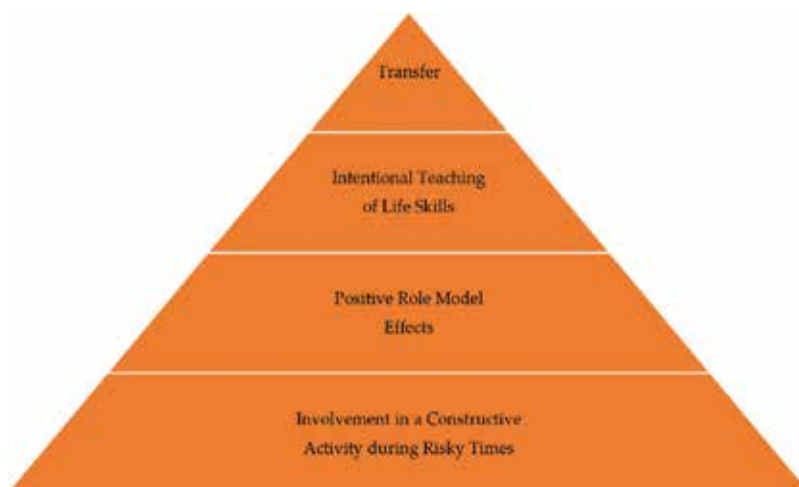 Transfer
Intentional Teaching
of Life Skills
Positive Role Model
Effects
Involvement in a Constructive
Activity during Risky Times